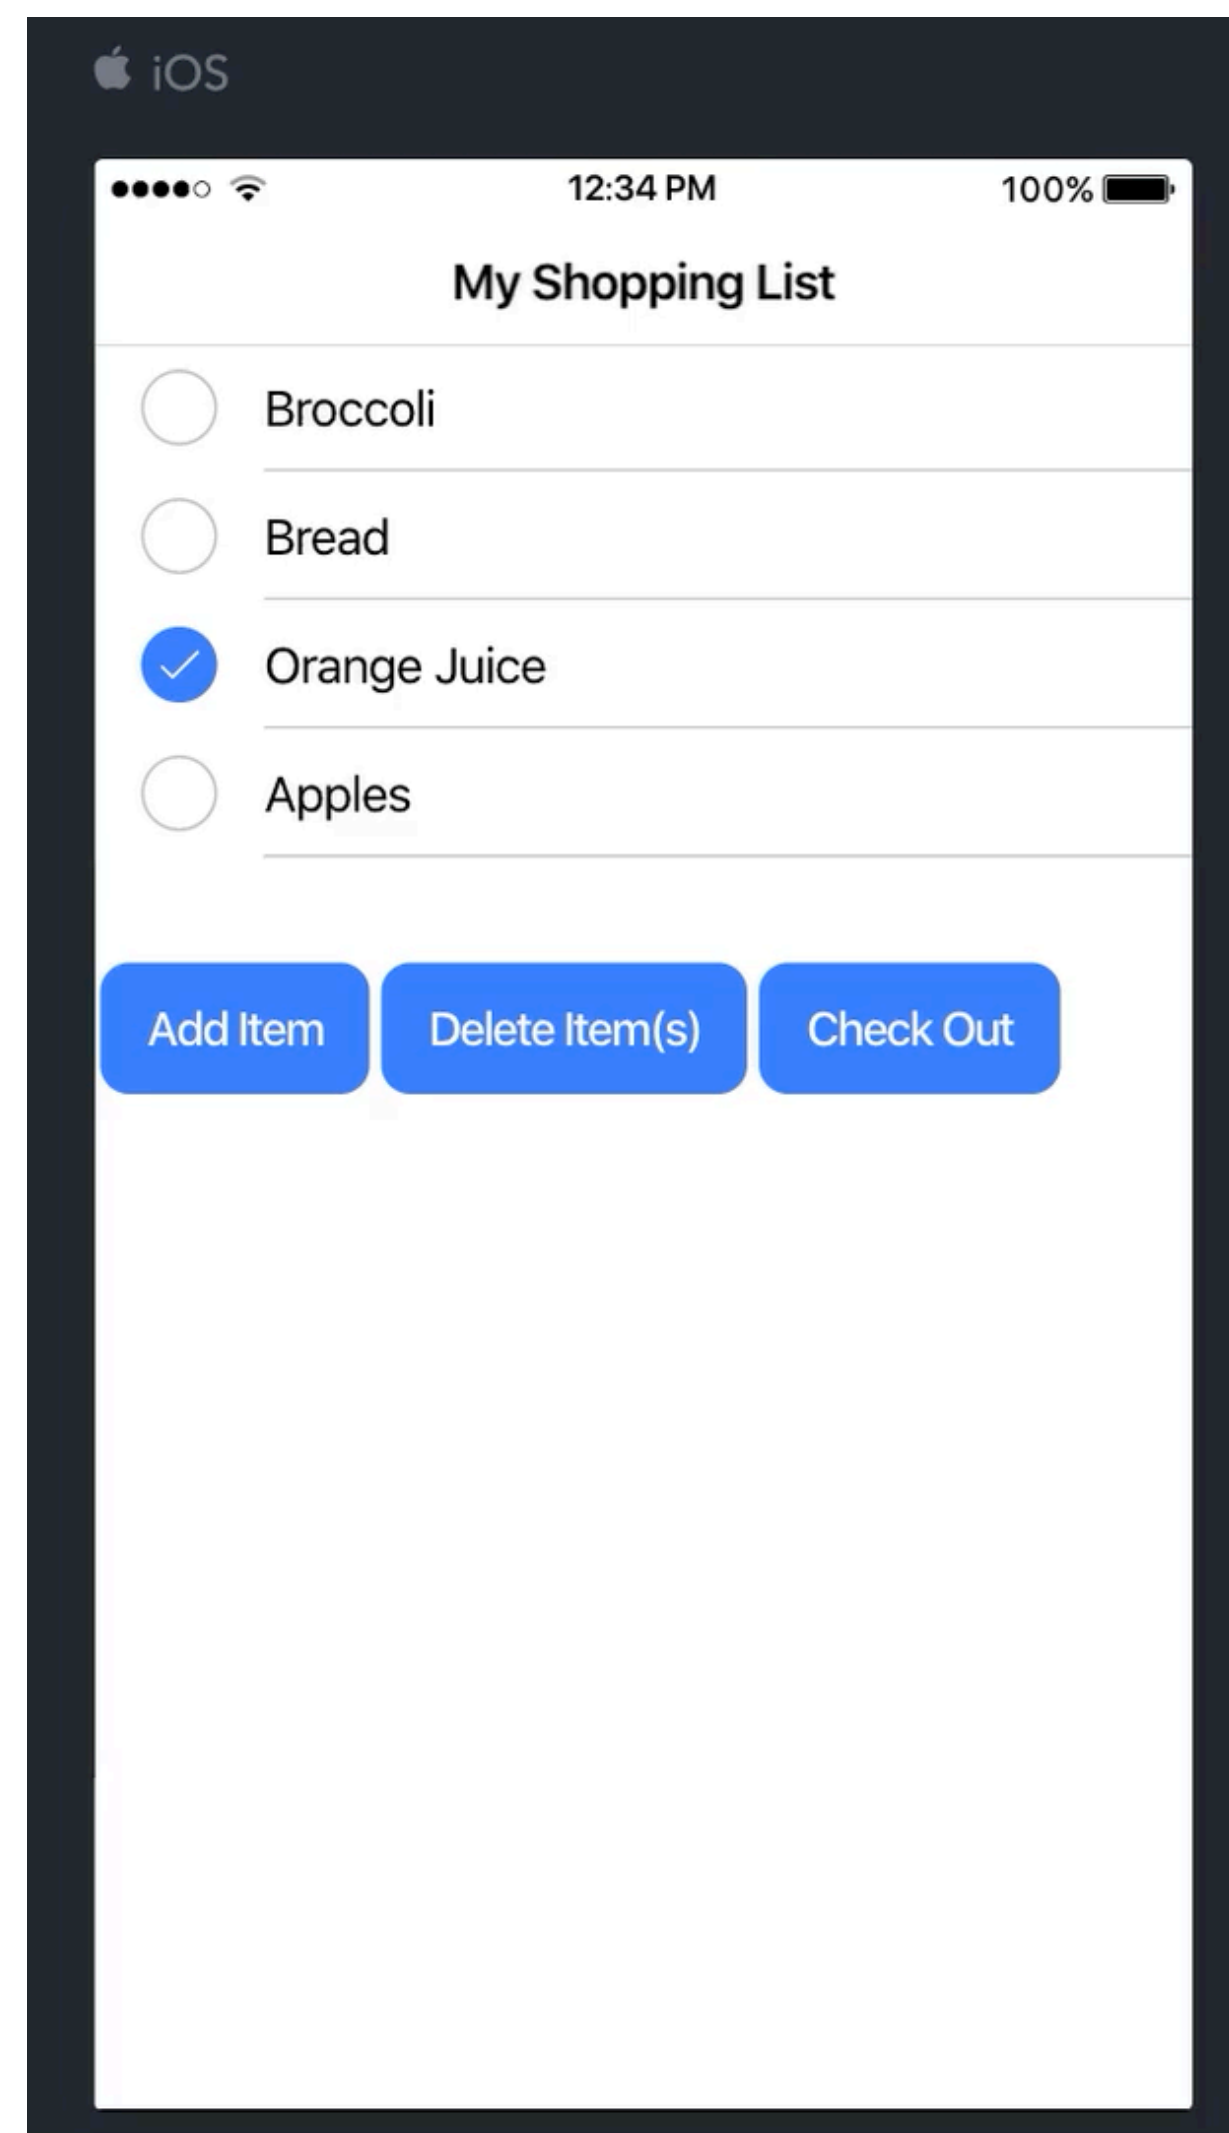 iOS
12:34 PM 100%
My Shopping List
Broccoli
Bread
Orange Juice
Apples
Add Item Delete Item(s) Check Out